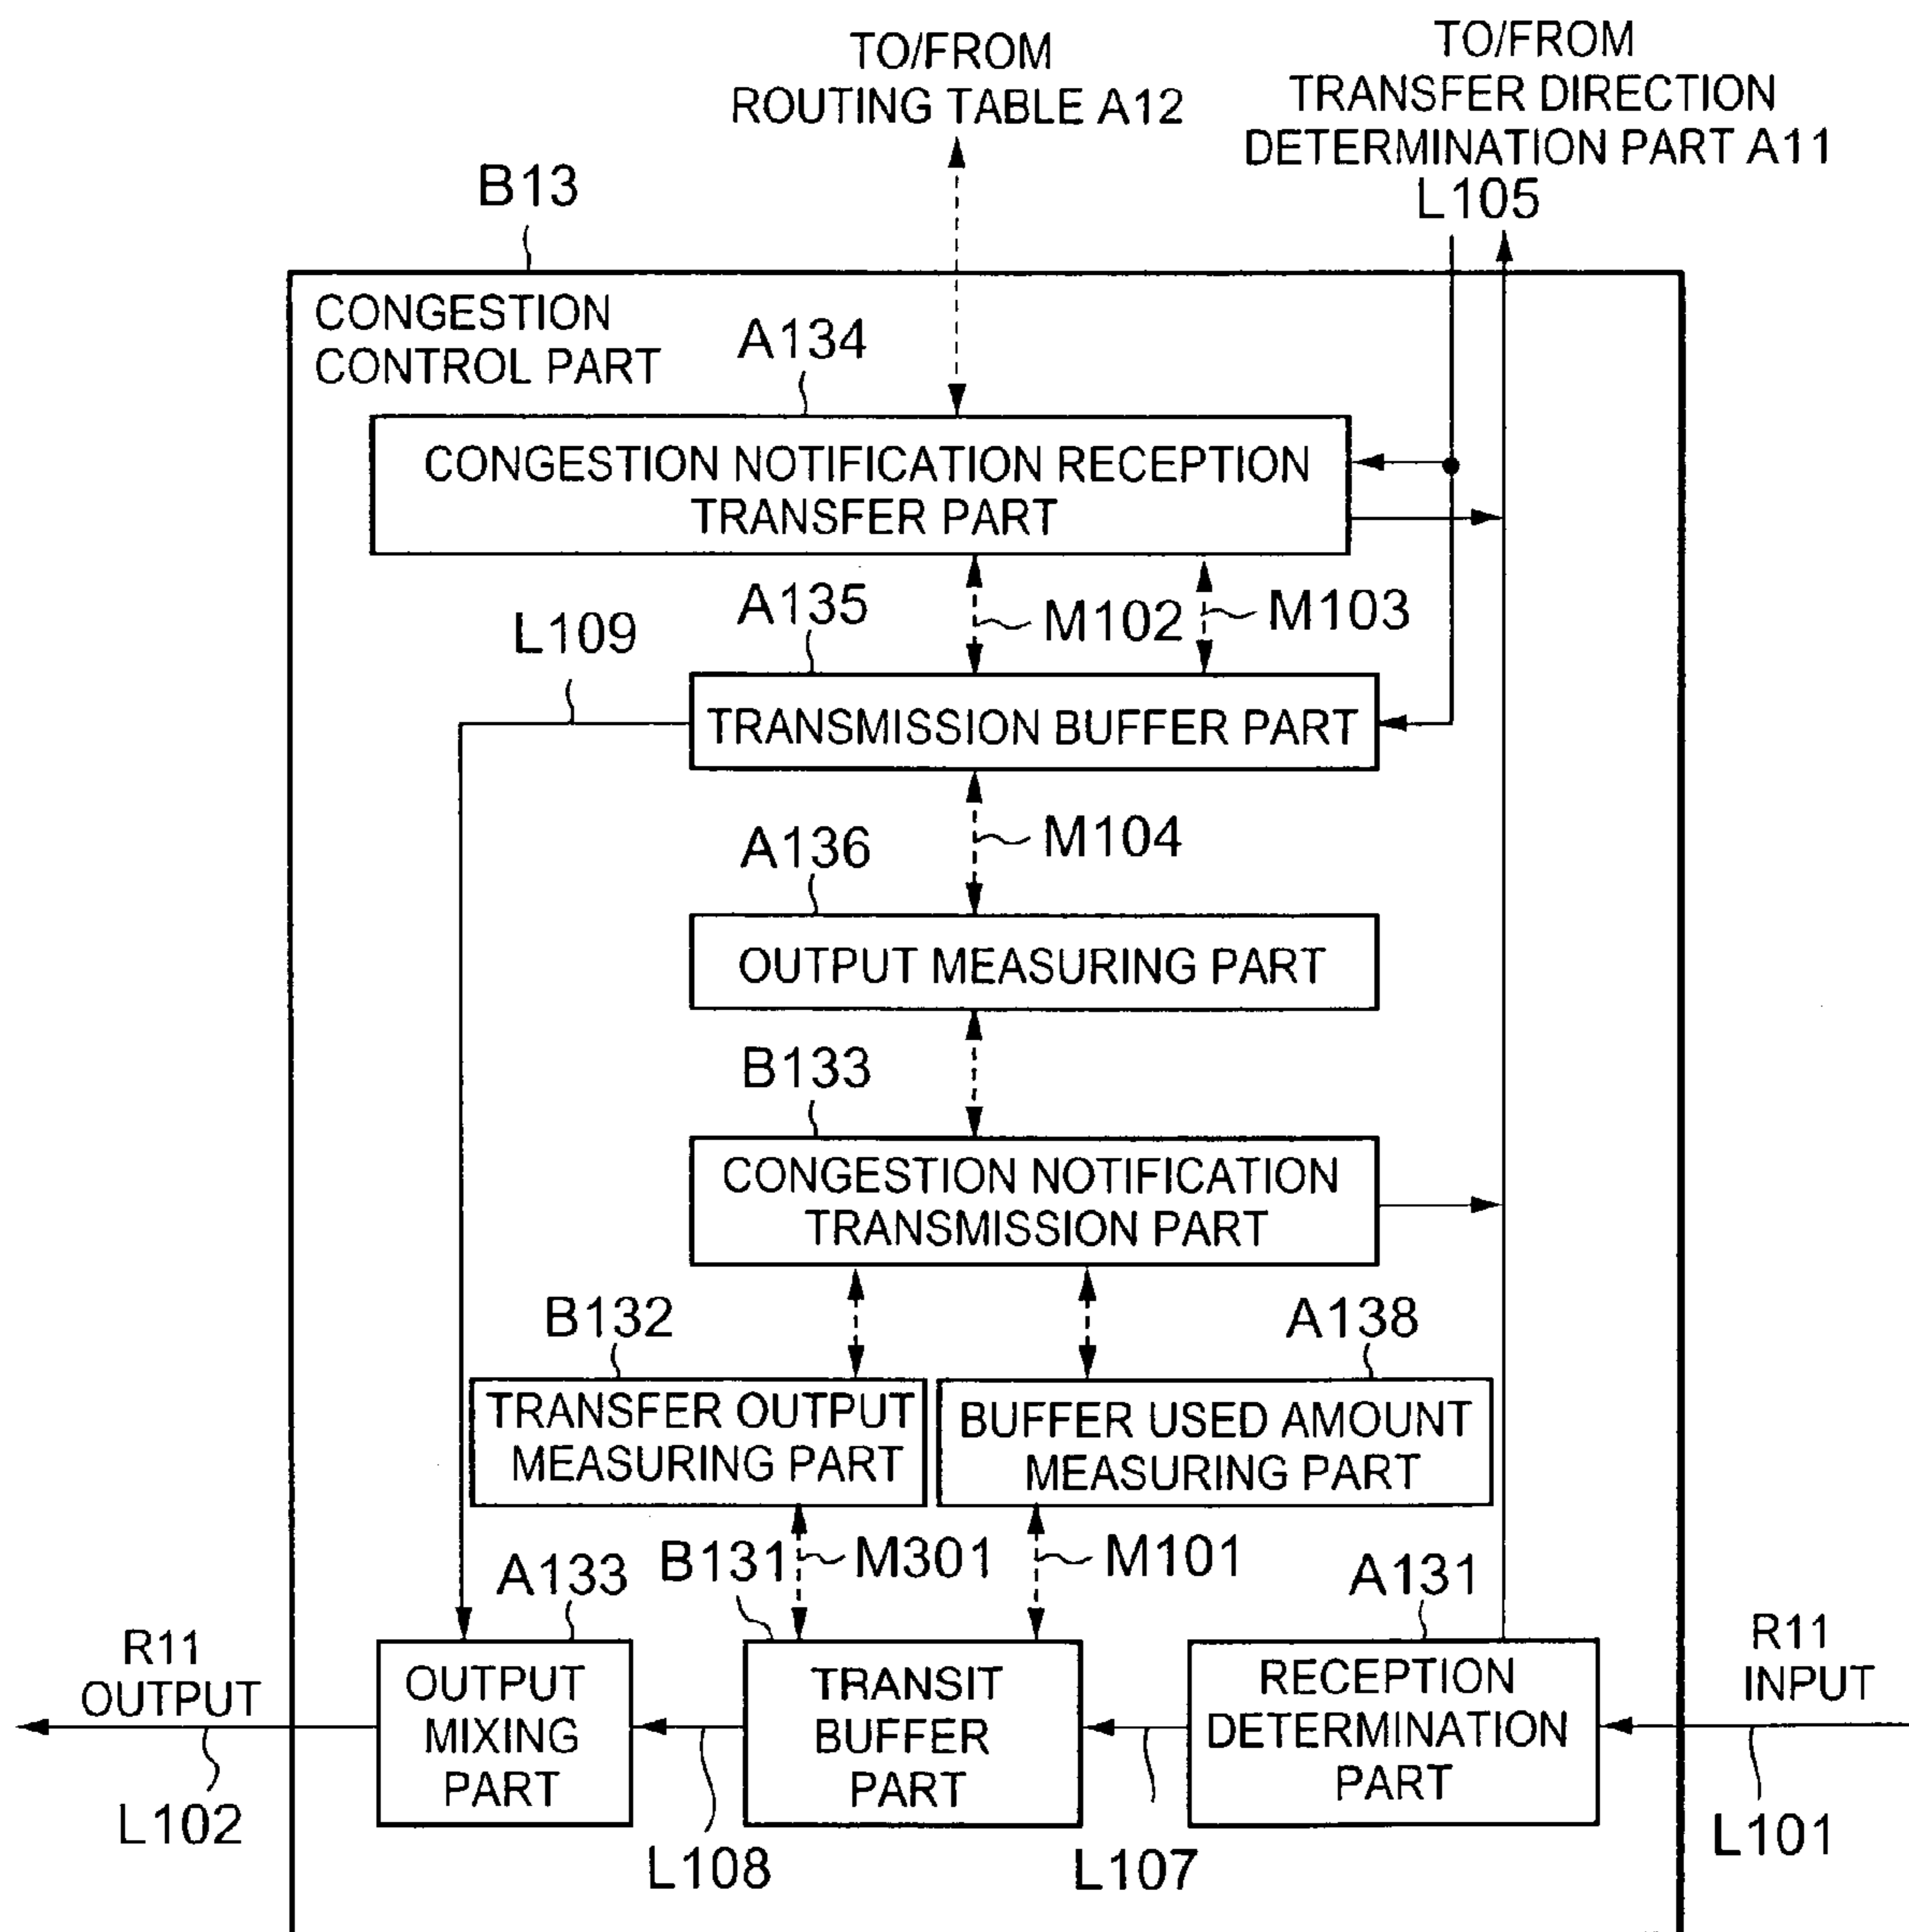 TO/FROM
ROUTING TABLE A12
TO/FROM
TRANSFER DIRECTION
DETERMINATION PART A11
L105
B13
CONGESTION
CONTROL PART
A134
CONGESTION NOTIFICATION RECEPTION
TRANSFER PART
A135
M102
M103
L109
TRANSMISSION BUFFER PART
M104
A136
OUTPUT MEASURING PART
B133
CONGESTION NOTIFICATION
TRANSMISSION PART
B132
A138
TRANSFER OUTPUT
MEASURING PART
BUFFER USED AMOUNT
MEASURING PART
A133
B131
M301
M101
A131
R11
OUTPUT
OUTPUT
MIXING
PART
TRANSIT
BUFFER
PART
RECEPTION
DETERMINATION
PART
R11
INPUT
L102
L108
L107
L101